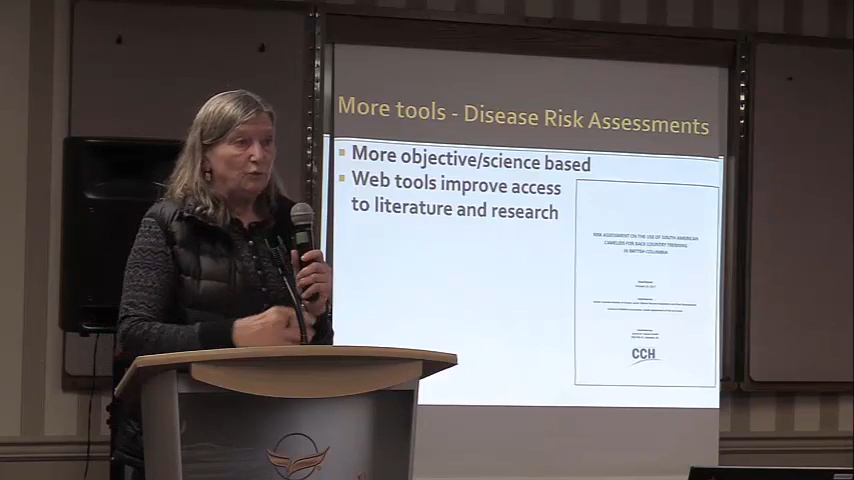 More tools - Disease Risk Assessments
More objective/science based
Web tools improve access
to literature and research
RISK ASSESSMENT ON THE USE OF SOUTH AMERICAN
CAMELIDS FOR BACK COUNTRY TREKKING
IN BRITISH COLUMBIA
CCH